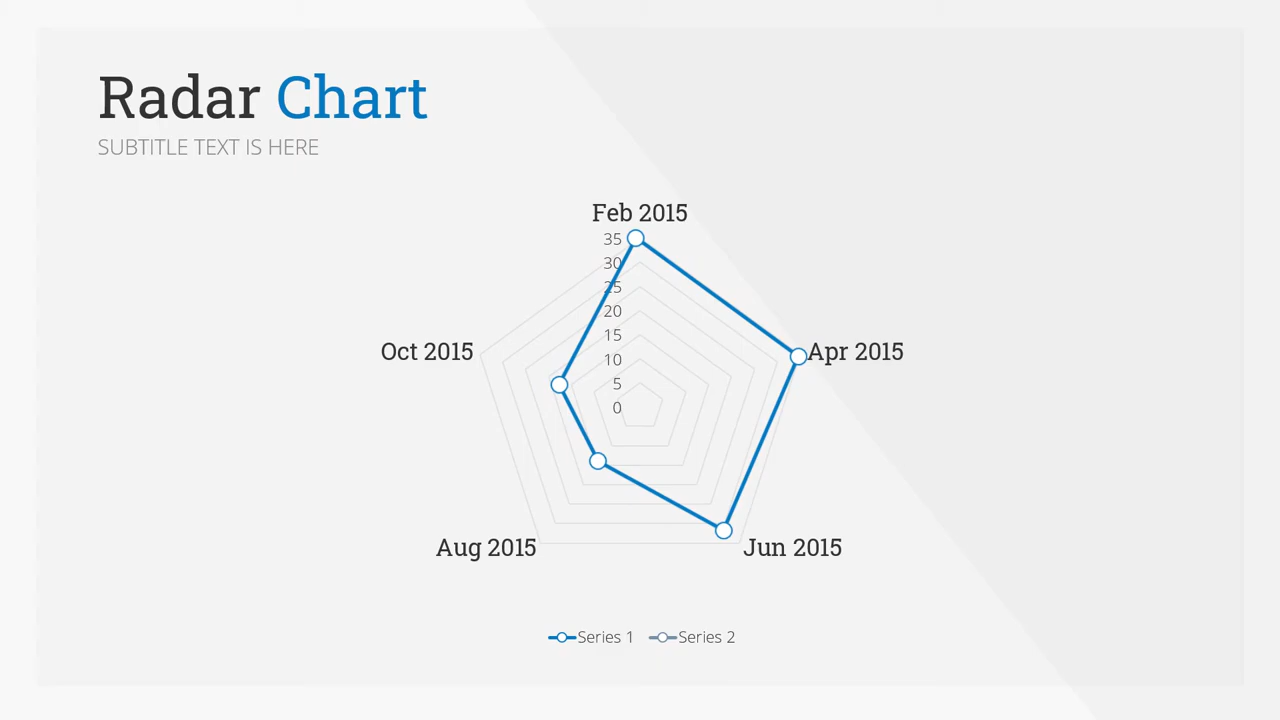 Radar Chart
SUBTITLE TEXT IS HERE
Feb 2015
35
30
25
20
15
10
5
0
Oct 2015
Apr 2015
Aug 2015
Jun 2015
Series 1
Series 2